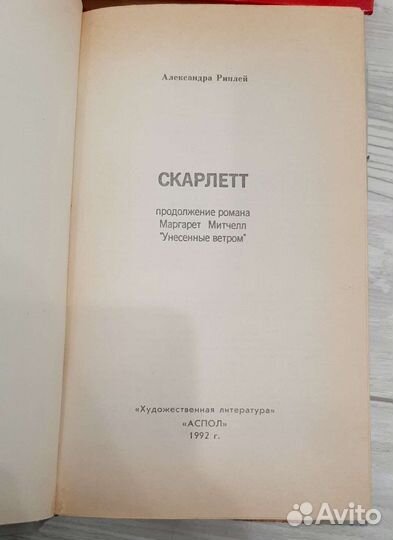 Александра Риплей
СКАРЛЕТТ
продолжение романа
Маргарет Митчелл
"Унесенные ветром"
«Художественная литература»
«АСПОЛ»
1992 г.
Avito